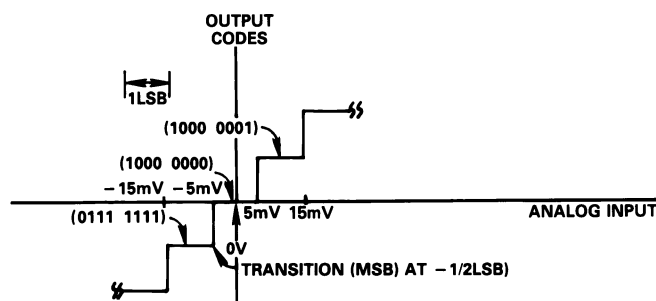 OUTPUT
CODES
1LSB
(1000 0001)
(1000 0000)
−15mV −5mV
5mV 15mV
ANALOG INPUT
(0111 1111)
0V
TRANSITION (MSB) AT −1/2LSB)